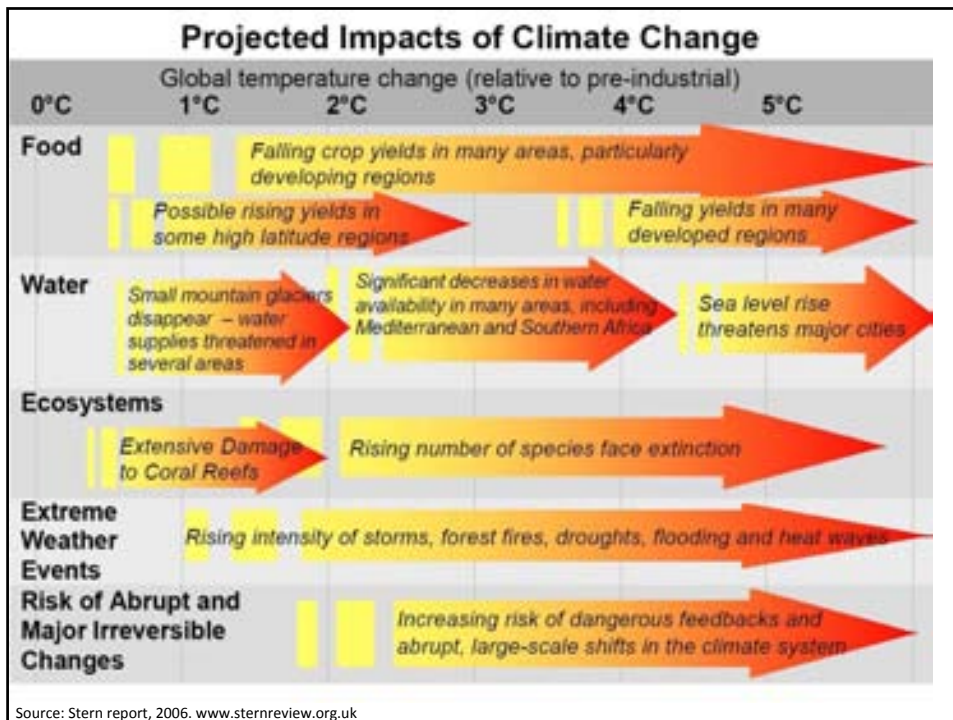 Projected Impacts of Climate Change
Global temperature change (relative to pre-industrial)
0°C 1°C 2°C 3°C 4°C 5°C
Food
Falling crop yields in many areas, particularly
developing regions
Possible rising yields in
some high latitude regions
Falling yields in many
developed regions
Water
Small mountain glaciers
disappear – water
supplies threatened in
several areas
Significant decreases in water
availability in many areas, including
Mediterranean and Southern Africa
Sea level rise
threatens major cities
Ecosystems
Extensive Damage
to Coral Reefs
Rising number of species face extinction
Extreme
Weather
Events
Rising intensity of storms, forest fires, droughts, flooding and heat waves
Risk of Abrupt and
Major Irreversible
Changes
Increasing risk of dangerous feedbacks and
abrupt, large-scale shifts in the climate system
Source: Stern report, 2006. www.sternreview.org.uk